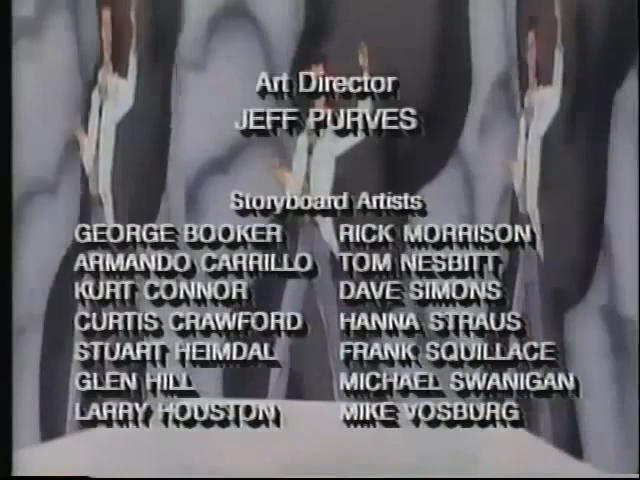 Art Director
JEFF PURVES
Storyboard Artists
GEORGE BOOKER
ARMANDO CARRILLO
KURT CONNOR
CURTIS CRAWFORD
STUART HEIMDAL
GLEN HILL
LARRY HOUSTON
RICK MORRISON
TOM NESBITT
DAVE SIMONS
HANNA STRAUS
FRANK SQUILLACE
MICHAEL SWANIGAN
MIKE VOSBURG